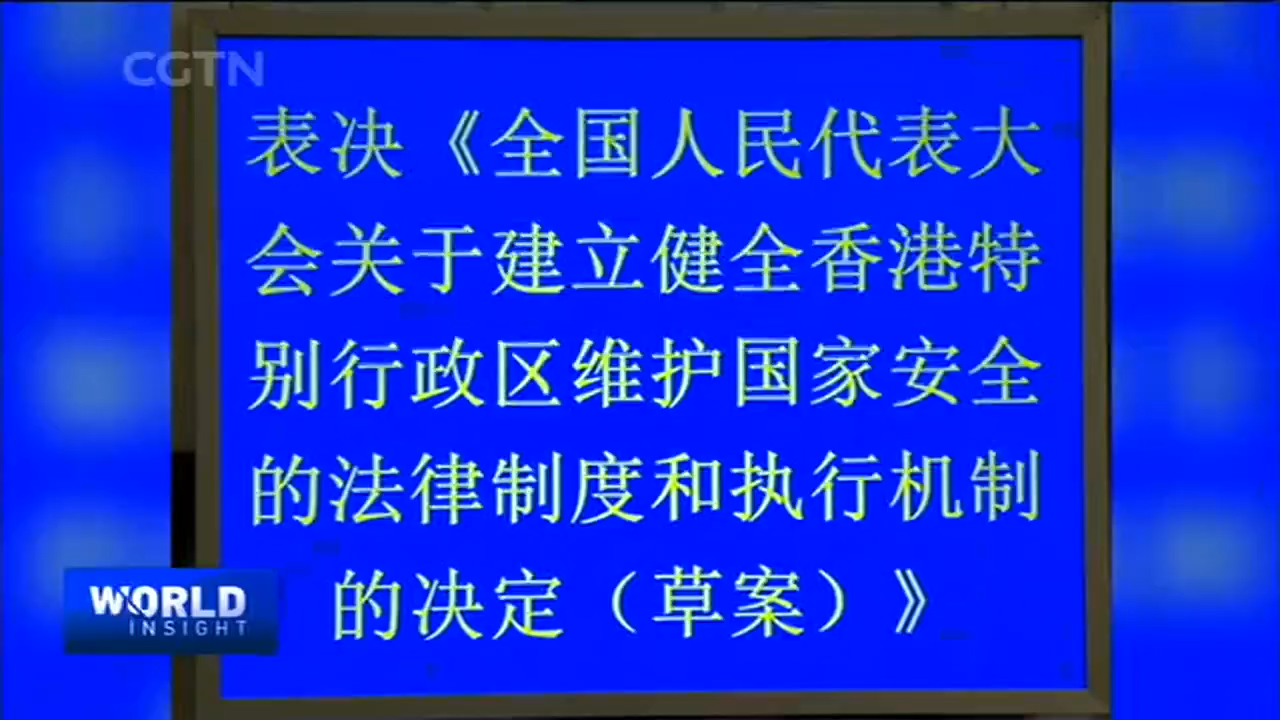 CGTN
表决《全国人民代表大
会关于建立健全香港特
别行政区维护国家安全
的法律制度和执行机制
的决定（草案）》
WORLD
INSIGHT